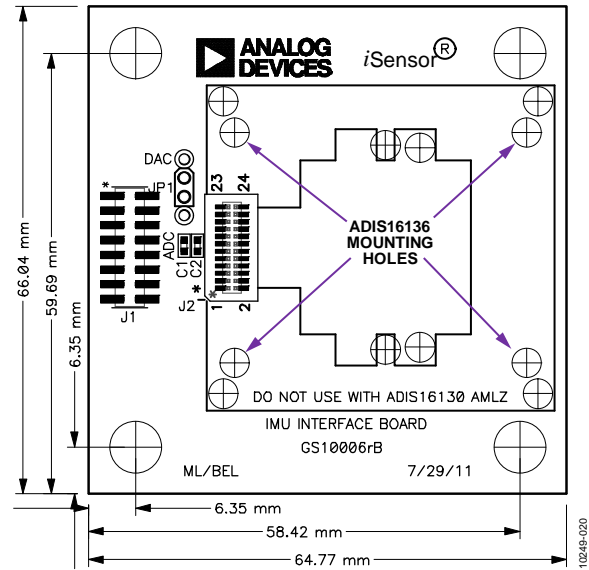 ANALOG
DEVICES
iSensor®
DAC
*
JP1
23
24
ADC
C1
C2
*
*
J2
1
2
J1
ADIS16136
MOUNTING
HOLES
66.04 mm
59.69 mm
6.35 mm
DO NOT USE WITH ADIS16130 AMLZ
IMU INTERFACE BOARD
GS10006rB
ML/BEL
7/29/11
6.35 mm
58.42 mm
64.77 mm
10249-020